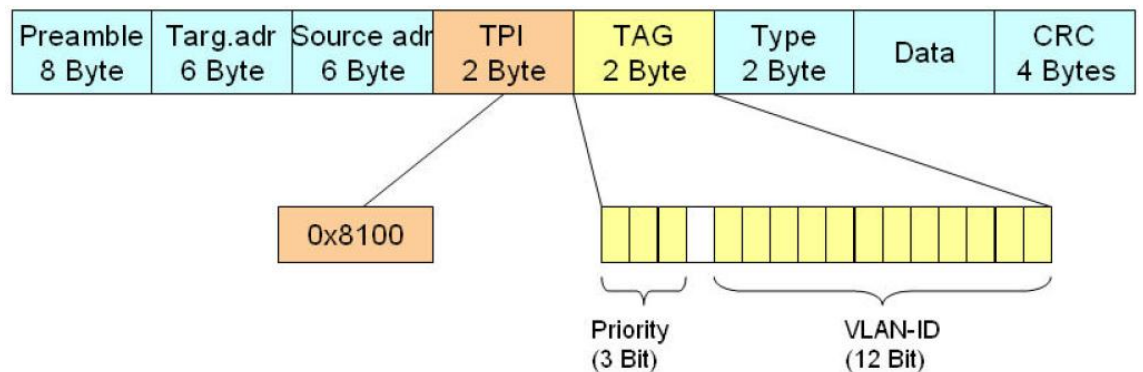 Preamble
8 Byte
Targ.adr
6 Byte
Source adr
6 Byte
TPI
2 Byte
TAG
2 Byte
Type
2 Byte
Data
CRC
4 Bytes
0x8100
Priority
(3 Bit)
VLAN-ID
(12 Bit)